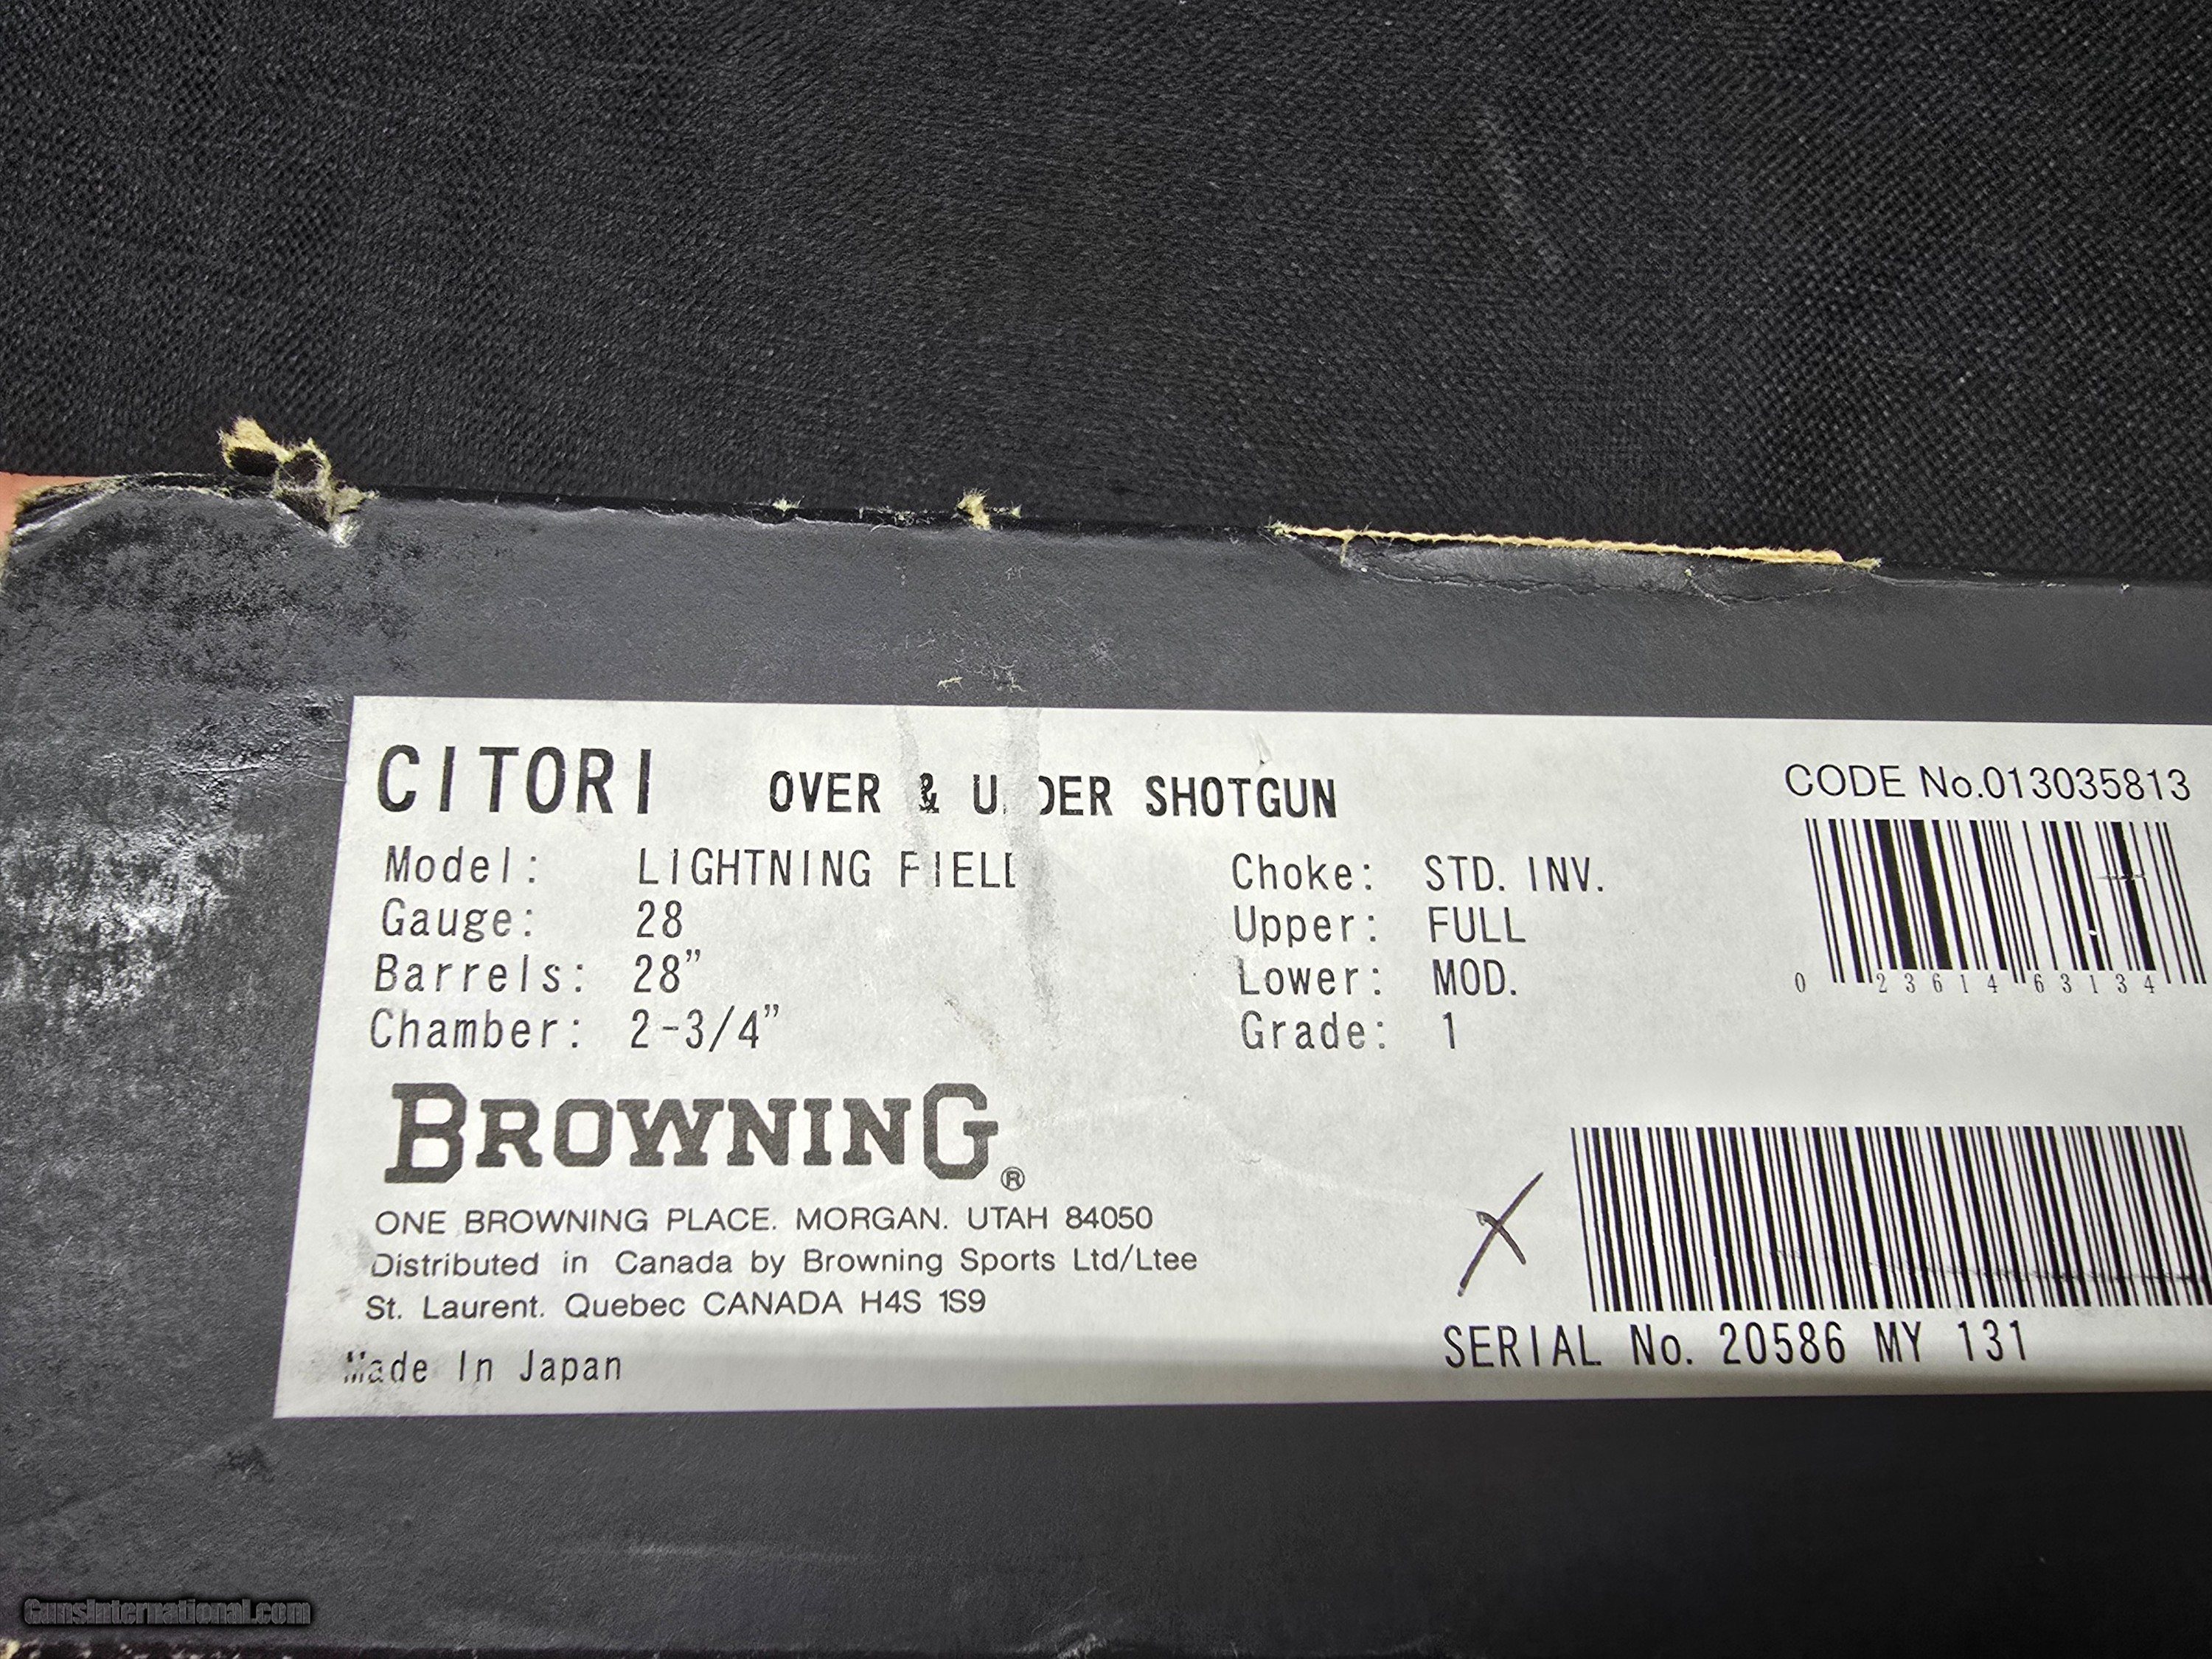 CITORI OVER & U DER SHOTGUN
CODE No.013035813
Model: LIGHTNING FIELD
Choke: STD. INV.
Gauge: 28
Upper: FULL
Barrels: 28"
Lower: MOD.
Chamber: 2-3/4"
Grade: 1
0 23614 63134
BROWNING®
ONE BROWNING PLACE. MORGAN. UTAH 84050
Distributed in Canada by Browning Sports Ltd/Ltee
St. Laurent. Quebec CANADA H4S 1S9
X
Made In Japan
SERIAL No. 20586 MY 131
GunsInternational.com